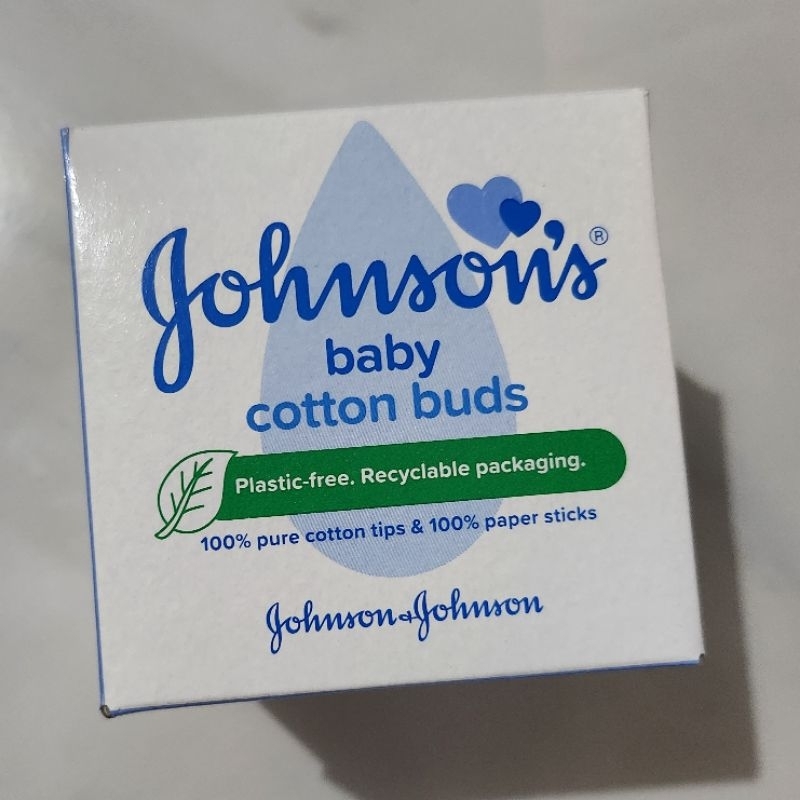 Johnson's®
baby
cotton buds
Plastic-free. Recyclable packaging.
100% pure cotton tips & 100% paper sticks
Johnson & Johnson